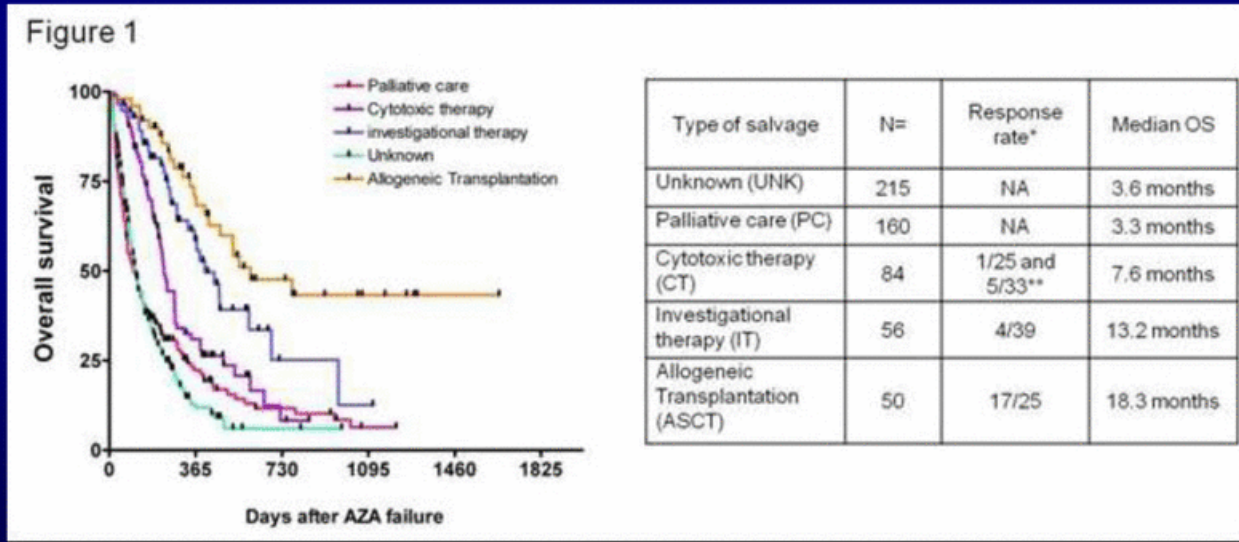 Figure 1
Palliative care
Cytotoxic therapy
investigational therapy
Unknown
Allogeneic Transplantation
100
75
50
25
0
Overall survival
0 365 730 1095 1460 1825
Days after AZA failure
Type of salvage N= Response rate* Median OS
Unknown (UNK) 215 NA 3.6 months
Palliative care (PC) 160 NA 3.3 months
Cytotoxic therapy (CT) 84 1/25 and 5/33** 7.6 months
Investigational therapy (IT) 56 4/39 13.2 months
Allogeneic Transplantation (ASCT) 50 17/25 18.3 months